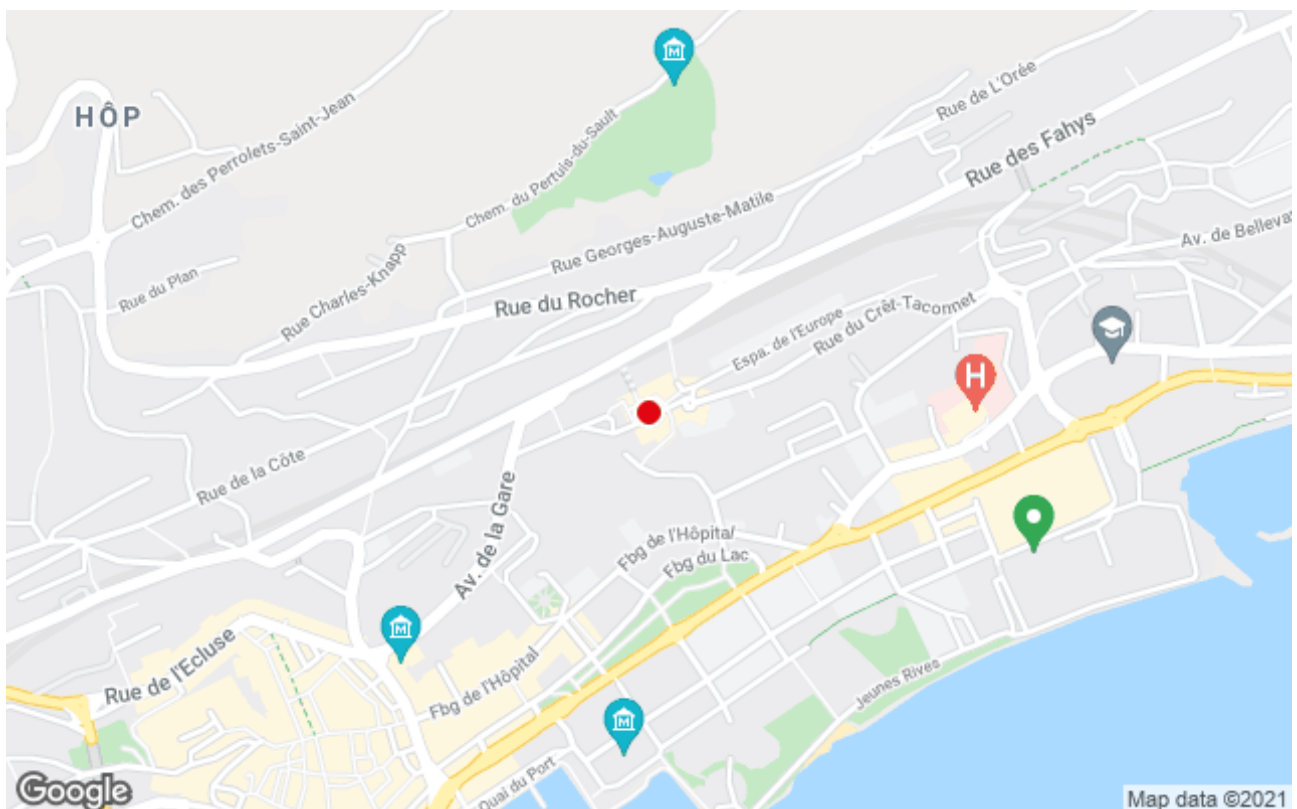 HÔP
Chem. des Perrolets-Saint-Jean
Chem. du Pertuis-du-Sault
Rue de L'Orée
Rue des Fahys
Rue Georges-Auguste-Matile
Av. de Bellevau
Rue du Plan
Rue Charles-Knapp
Rue du Rocher
Espa. de l'Europe
Rue du Crêt-Taconnet
H
Rue de la Côte
Av. de la Gare
Fbg de l'Hôpital
Fbg du Lac
M
M
M
Rue de l'Ecluse
Fbg de l'Hôpital
Jeunes Rives
Quai du Port
Google
Map data ©2021